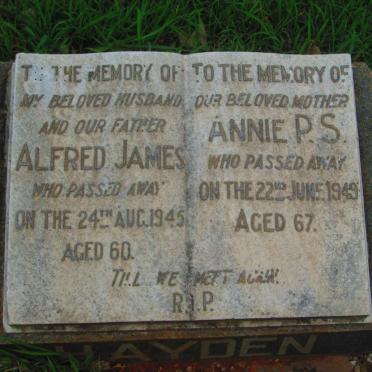 TO THE MEMORY OF
MY BELOVED HUSBAND
AND OUR FATHER
ALFRED JAMES
WHO PASSED AWAY
ON THE 24TH AUG. 1945
AGED 60.
TO THE MEMORY OF
OUR BELOVED MOTHER
ANNIE P.S.
WHO PASSED AWAY
ON THE 22ND JUNE 1949
AGED 67.
TILL WE MEET AGAIN.
R.I.P.
HAYDEN